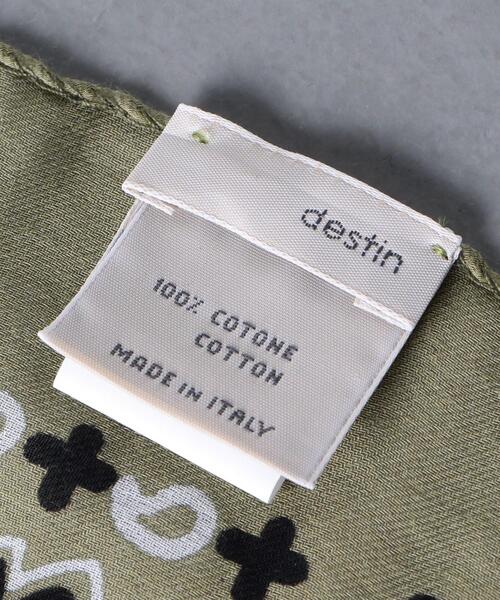 destin
100% COTONE
COTTON
MADE IN ITALY